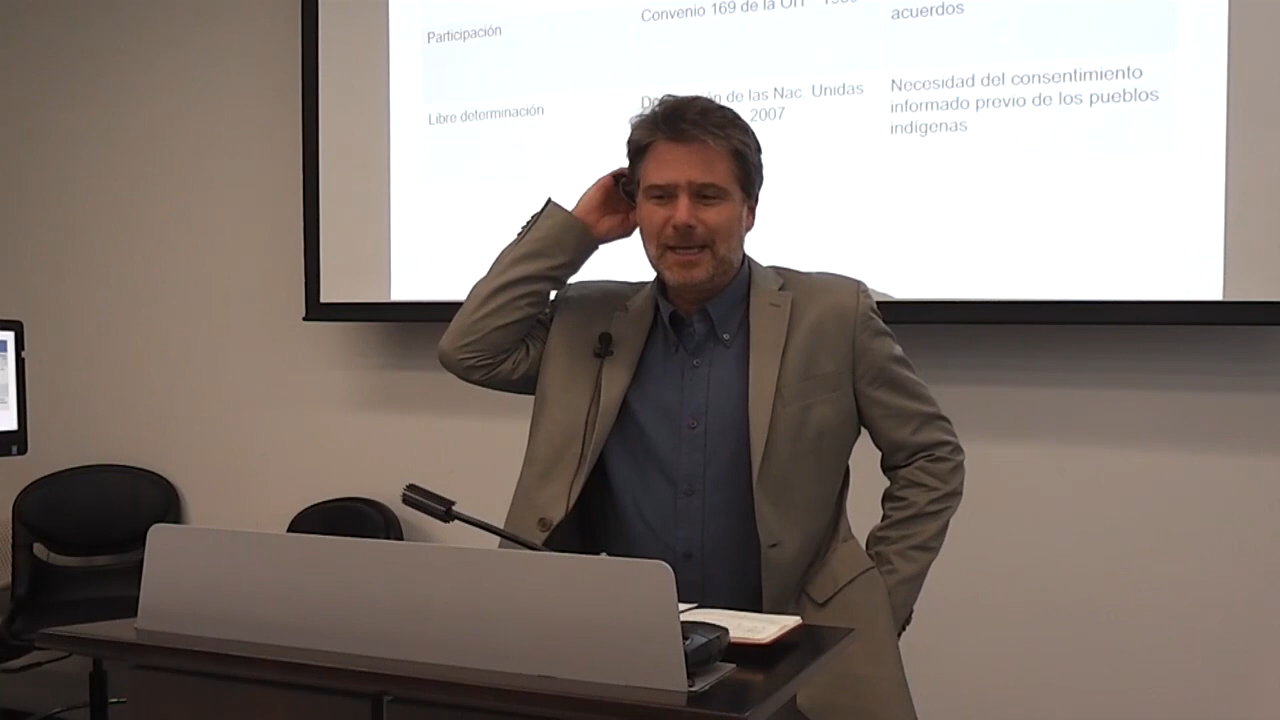 Convenio 169 de la OIT
acuerdos
Participación
Libre determinación
de las Nac. Unidas
2007
Necesidad del consentimiento
informado previo de los pueblos
indígenas